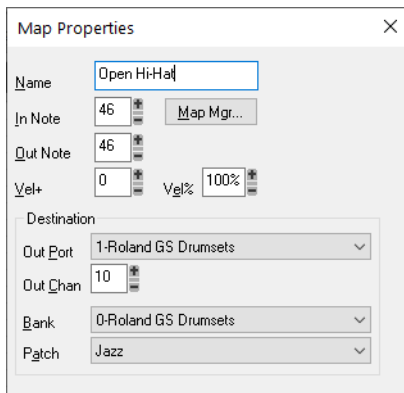 Map Properties
Name Open Hi-Hat
In Note 46 Map Mgr...
Out Note 46
Vel+ 0 Vel% 100%
Destination
Out Port 1-Roland GS Drumsets
Out Chan 10
Bank 0-Roland GS Drumsets
Patch Jazz